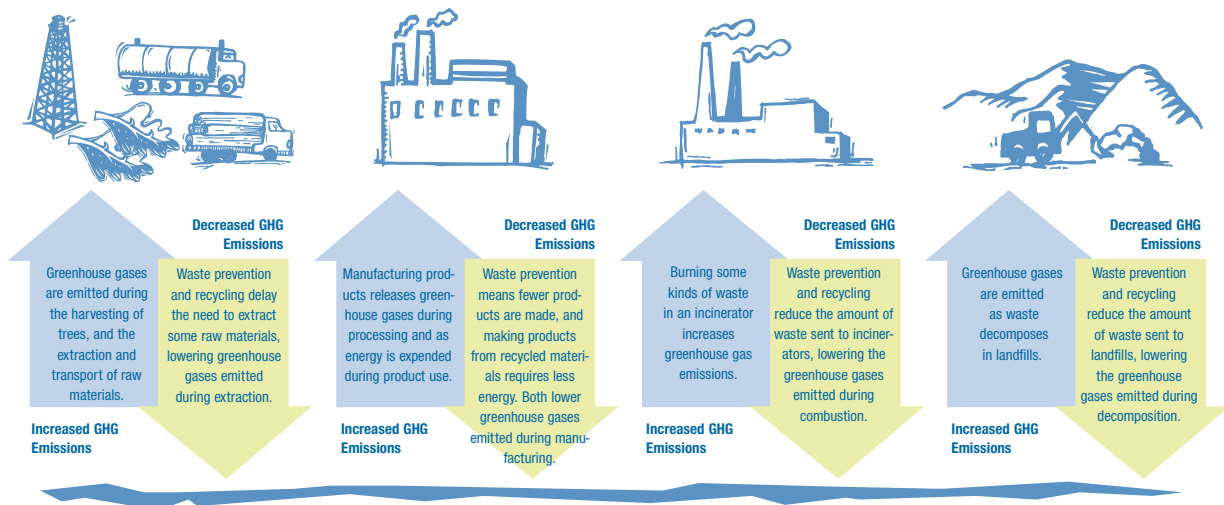 Decreased GHG
Emissions
Greenhouse gases
are emitted during
the harvesting of
trees, and the
extraction and
transport of raw
materials.
Waste prevention
and recycling delay
the need to extract
some raw materials,
lowering greenhouse
gases emitted
during extraction.
Increased GHG
Emissions
Decreased GHG
Emissions
Manufacturing prod-
ucts releases green-
house gases during
processing and as
energy is expended
during product use.
Waste prevention
means fewer prod-
ucts are made, and
making products
from recycled materi-
als requires less
energy. Both lower
greenhouse gases
emitted during manu-
facturing.
Increased GHG
Emissions
Decreased GHG
Emissions
Burning some
kinds of waste
in an incinerator
increases
greenhouse gas
emissions.
Waste prevention
and recycling
reduce the amount of
waste sent to inciner-
ators, lowering the
greenhouse gases
emitted during
combustion.
Increased GHG
Emissions
Decreased GHG
Emissions
Greenhouse gases
are emitted
as waste
decomposes
in landfills.
Waste prevention
and recycling
reduce the amount
of waste sent to
landfills, lowering
the greenhouse
gases emitted during
decomposition.
Increased GHG
Emissions